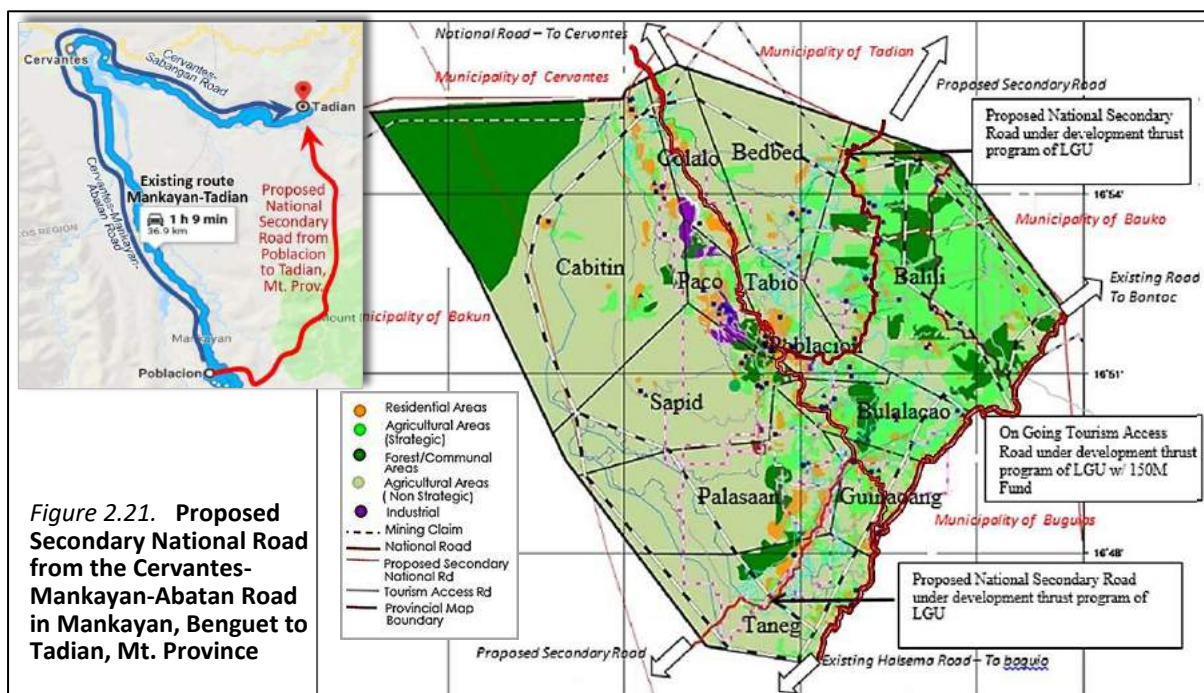 Cervantes
Cervantes-
Sabangan Road
Tadian
Existing route
Mankayan-Tadian
1 h 9 min
36.9 km
Cervantes-Mankayan-
Abatan Road
Proposed
National
Secondary
Road from
Poblacion
to Tadian,
Mt. Prov.
OS REGION
Mankayan
Mount
Poblacion
National Road – To Cervantes
Municipality of Tadian
Municipality of Cervantes
Proposed Secondary
Road
Proposed National Secondary
Road under development thrust
program of LGU
Colalo
Bedbed
16°54
Municipality of Bauko
Cabitin
Paco
Tabio
Balili
Existing Road
To Bontoc
nicipality of Bakun
Poblacion
16°51
Sapid
Bulalacao
On Going Tourism Access
Road under development thrust
program of LGU w/ 150M
Fund
Palasaan
Guinaoang
Municipality of Buguias
16°48
Proposed National Secondary Road
under development thrust program of
LGU
Taneg
Proposed Secondary Road
Existing Halsema Road – To baguio
Residential Areas
Agricultural Areas
(Strategic)
Forest/Communal
Areas
Agricultural Areas
( Non Strategic)
Industrial
Mining Claim
National Road
Proposed Secondary
National Rd
Tourism Access Rd
Provincial Map
Boundary
Figure 2.21. Proposed
Secondary National Road
from the Cervantes-
Mankayan-Abatan Road
in Mankayan, Benguet to
Tadian, Mt. Province